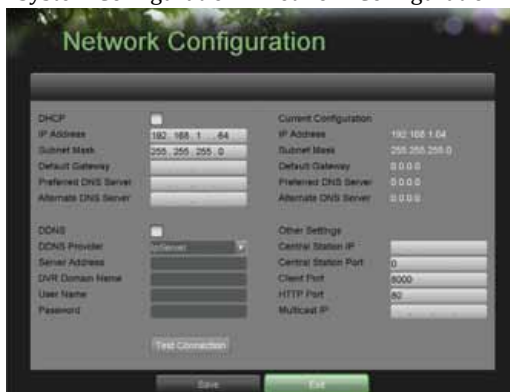 Network Configuration
DHCP
IP Address 192 . 168 . 1 . 64
Subnet Mask 255 . 255 . 255 . 0
Default Gateway
Preferred DNS Server
Alternate DNS Server
Current Configuration
IP Address 192.168.1.64
Subnet Mask 255.255.255.0
Default Gateway 0.0.0.0
Preferred DNS Server 0.0.0.0
Alternate DNS Server 0.0.0.0
DDNS
DDNS Provider
Server Address
DVR Domain Name
User Name
Password
Test Connection
Other Settings
Central Station IP
Central Station Port 0
Client Port 8000
HTTP Port 80
Multicast IP
Save
Exit